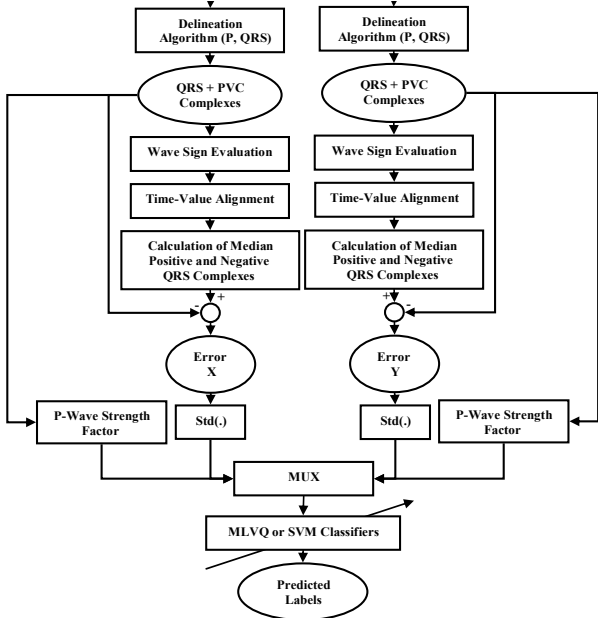 Delineation
Algorithm (P, QRS)
Delineation
Algorithm (P, QRS)
QRS + PVC
Complexes
QRS + PVC
Complexes
Wave Sign Evaluation
Wave Sign Evaluation
Time-Value Alignment
Time-Value Alignment
Calculation of Median
Positive and Negative
QRS Complexes
Calculation of Median
Positive and Negative
QRS Complexes
- +
+ -
Error
X
Error
Y
P-Wave Strength
Factor
Std(.)
Std(.)
P-Wave Strength
Factor
MUX
MLVQ or SVM Classifiers
Predicted
Labels